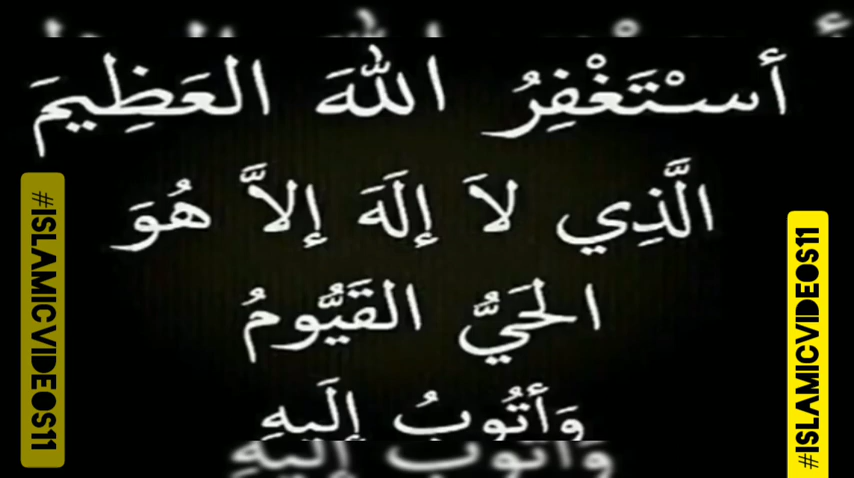 أَسْتَغْفِرُ اللهَ العَظِيمَ
الَّذِي لاَ إِلَهَ إِلاَّ هُوَ
الحَيُّ القَيُّومُ
وَأَتُوبُ إِلَيهِ
#ISLAMICVIDEOS11
#ISLAMICVIDEOS11